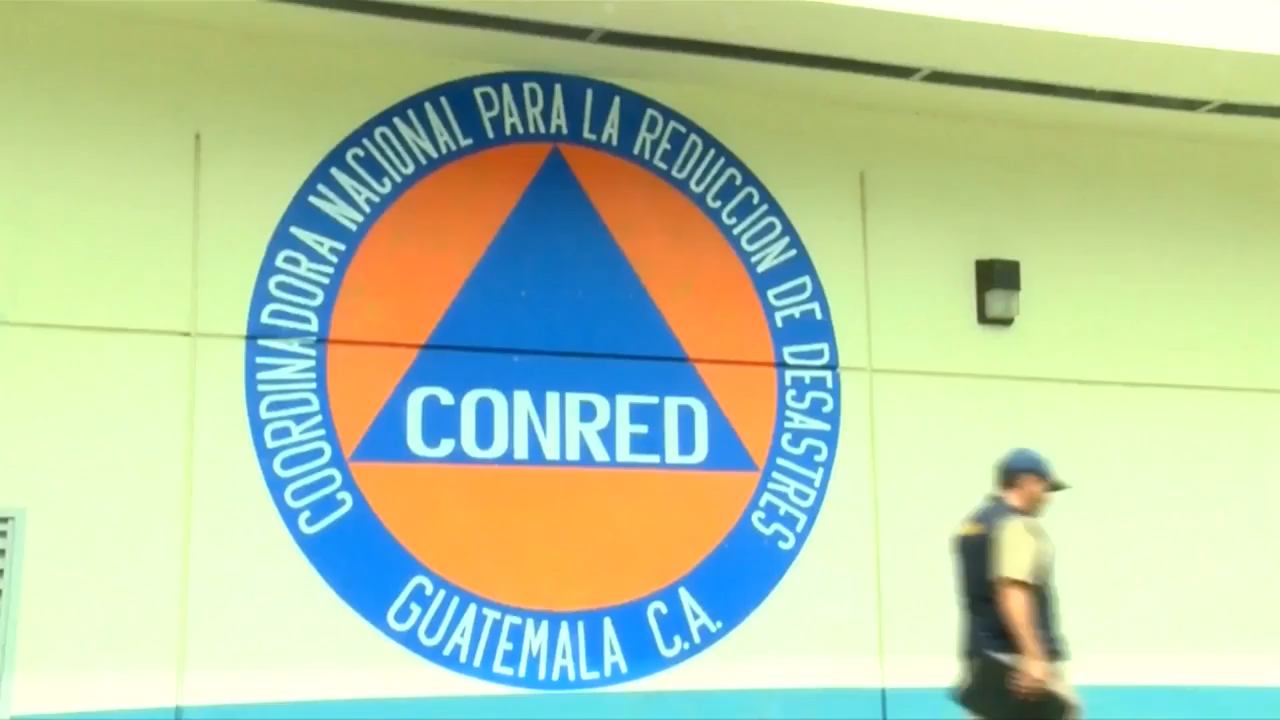 COORDINADORA NACIONAL PARA LA REDUCCION DE DESASTRES
CONRED
GUATEMALA C.A.